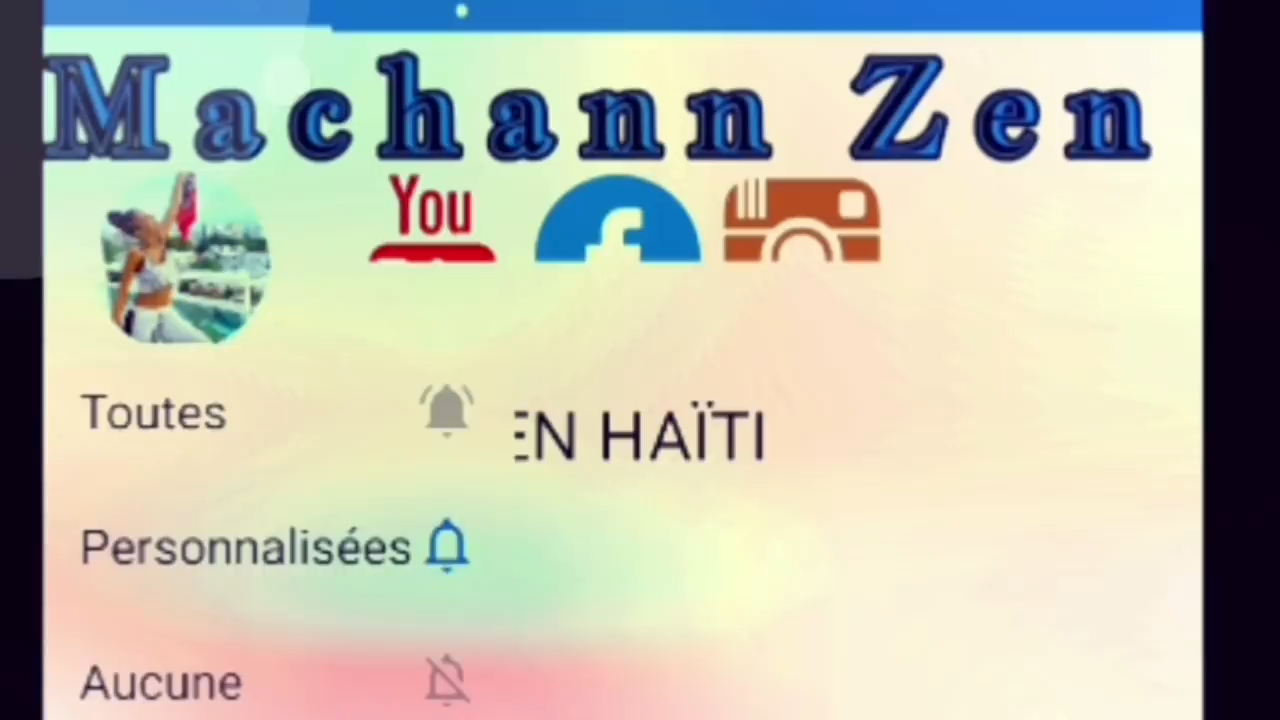 Machann Zen
You
Toutes
EN HAÏTI
Personnalisées
Aucune